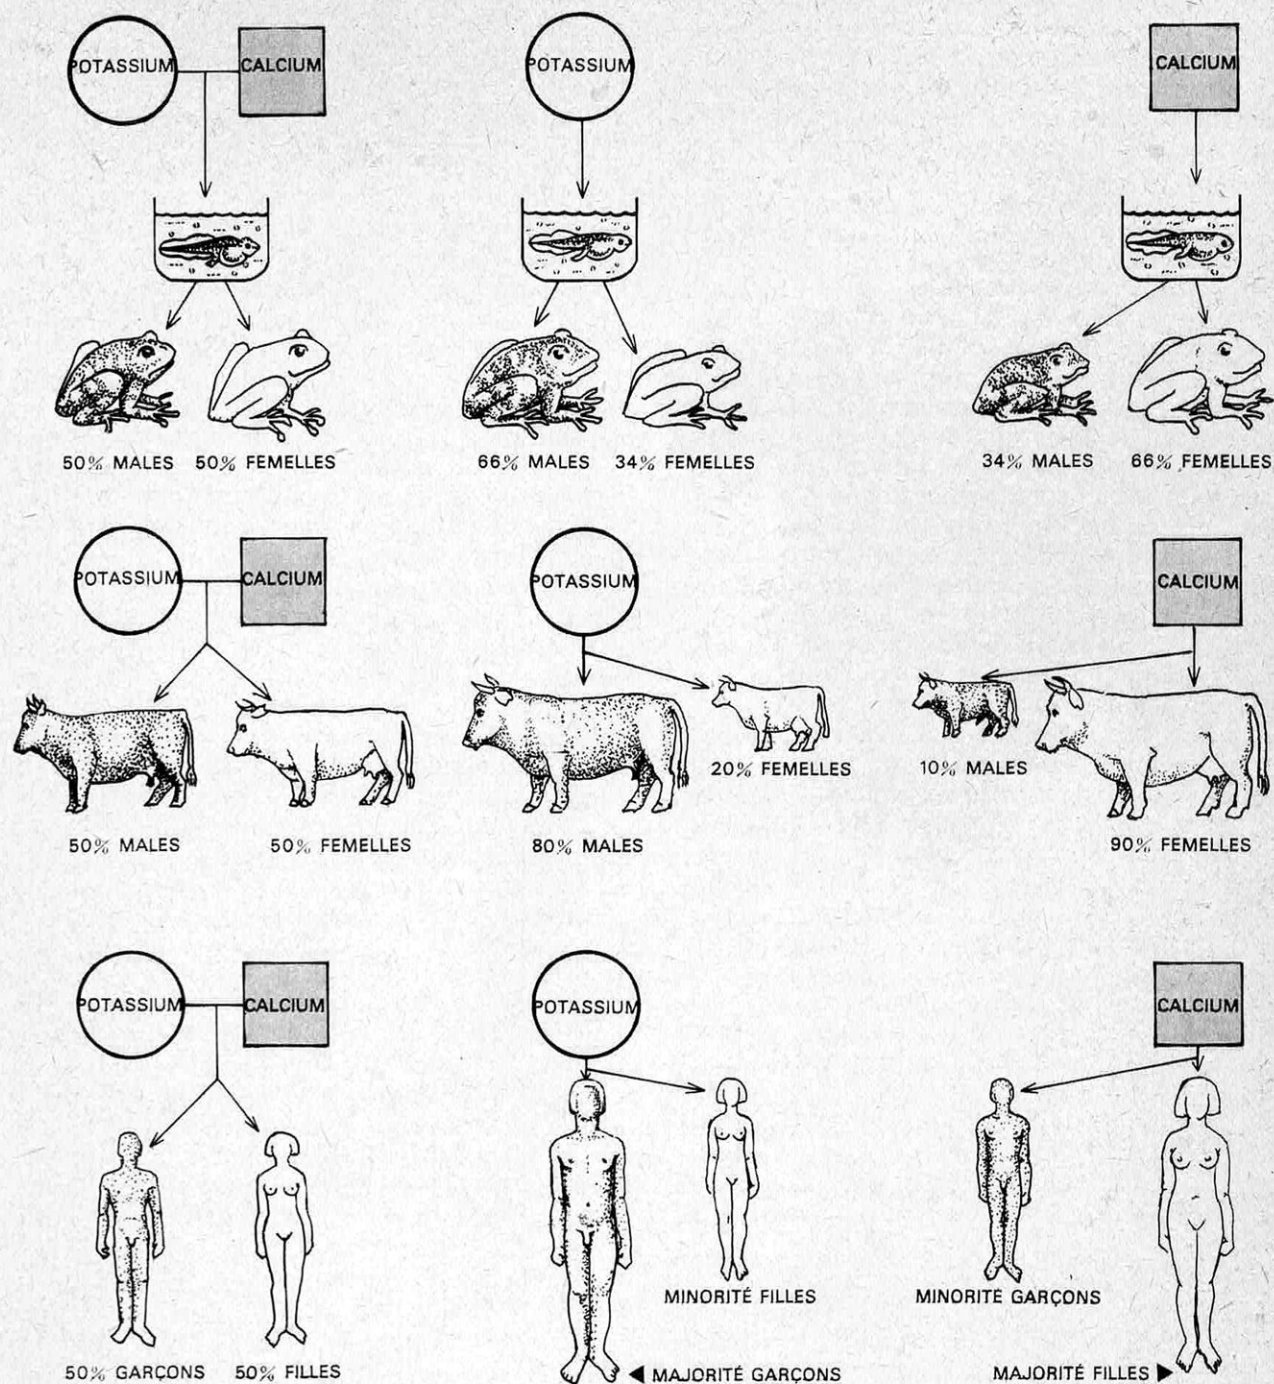 POTASSIUM CALCIUM POTASSIUM CALCIUM
50% MALES 50% FEMELLES 66% MALES 34% FEMELLES 34% MALES 66% FEMELLES
POTASSIUM CALCIUM POTASSIUM CALCIUM
20% FEMELLES 10% MALES
50% MALES 50% FEMELLES 80% MALES 90% FEMELLES
POTASSIUM CALCIUM POTASSIUM CALCIUM
MINORITÉ FILLES MINORITÉ GARÇONS
50% GARÇONS 50% FILLES ◀ MAJORITÉ GARÇONS MAJORITÉ FILLES ▶